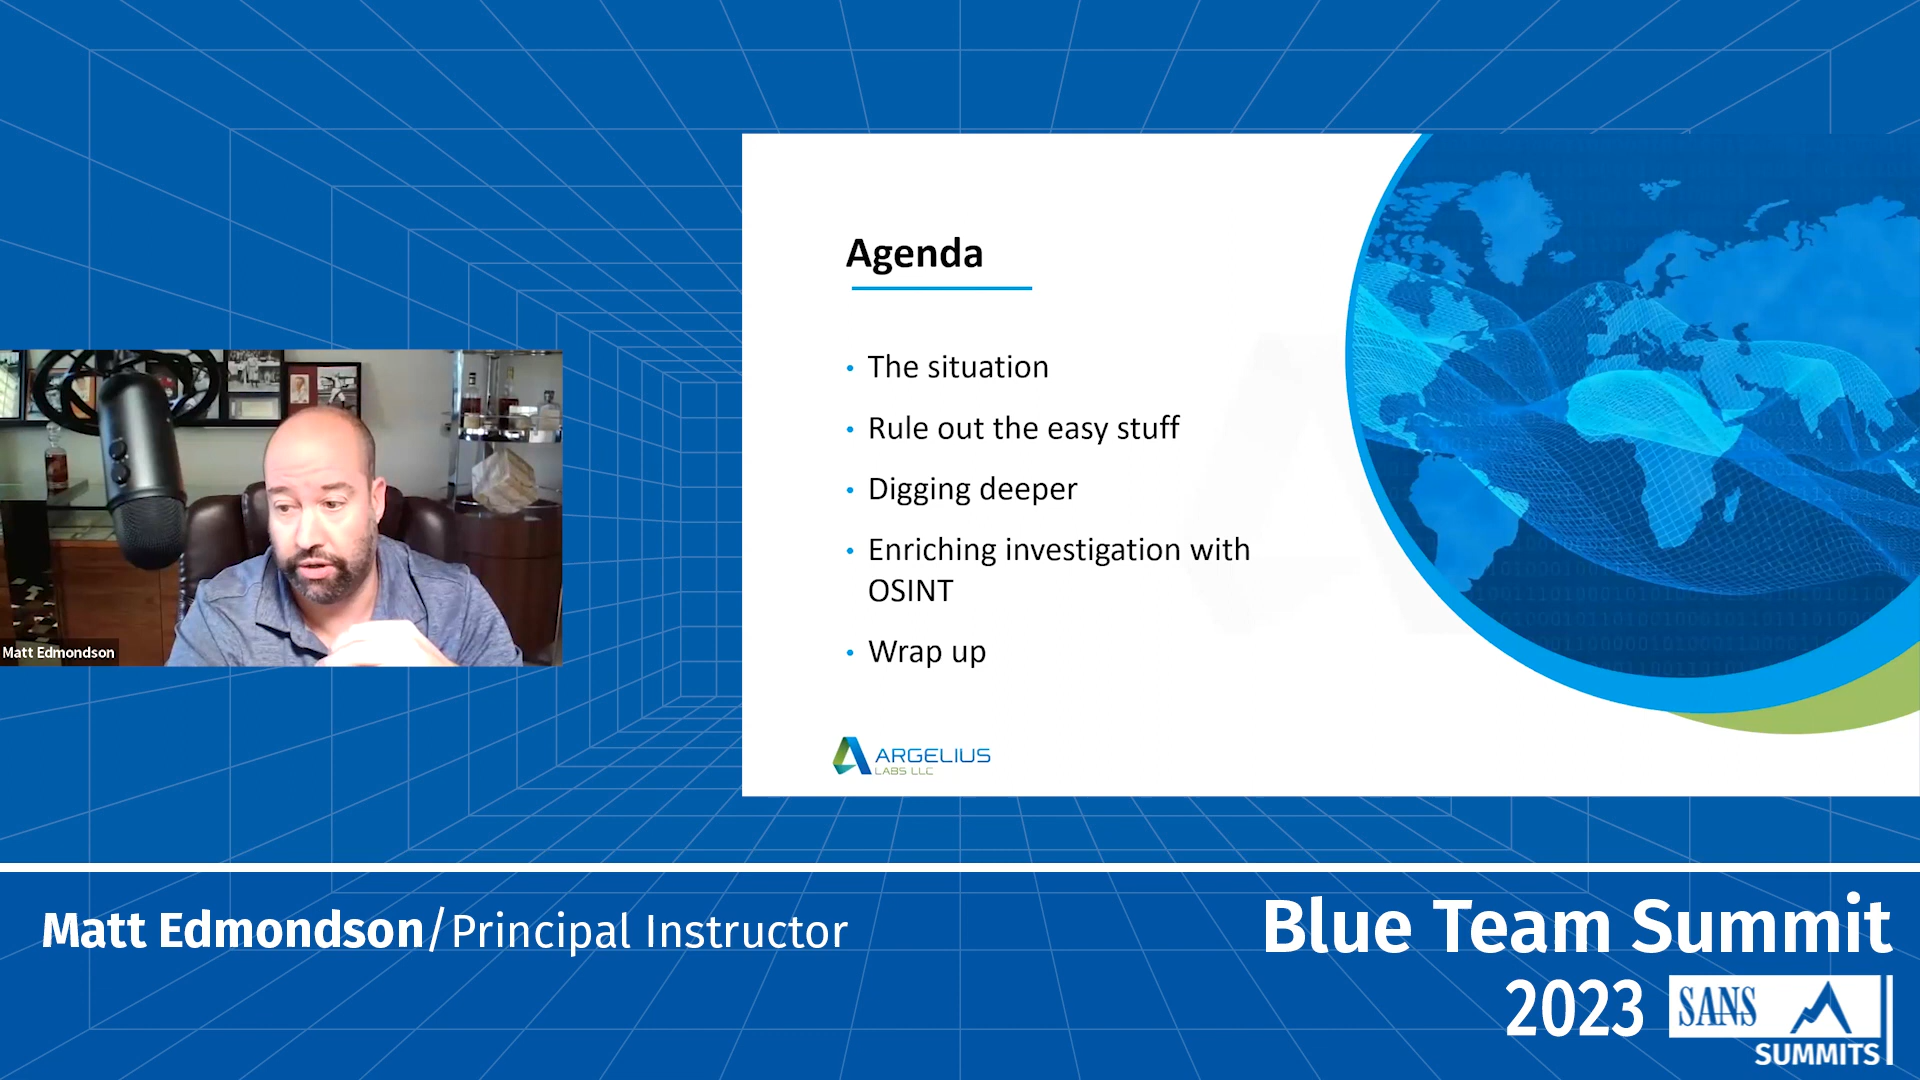 Agenda
• The situation
• Rule out the easy stuff
• Digging deeper
• Enriching investigation with
OSINT
• Wrap up
ARGELIUS
LABS LLC
Matt Edmondson
Matt Edmondson/Principal Instructor
Blue Team Summit
2023
SANS
SUMMITS